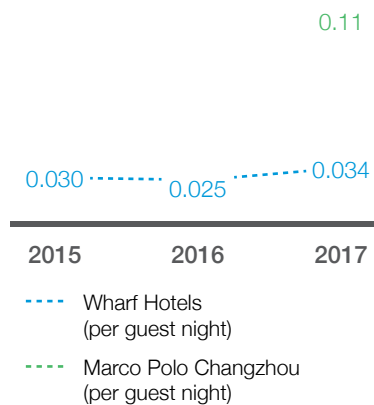 0.11
0.030
0.025
0.034
2015 2016 2017
Wharf Hotels
(per guest night)
Marco Polo Changzhou
(per guest night)